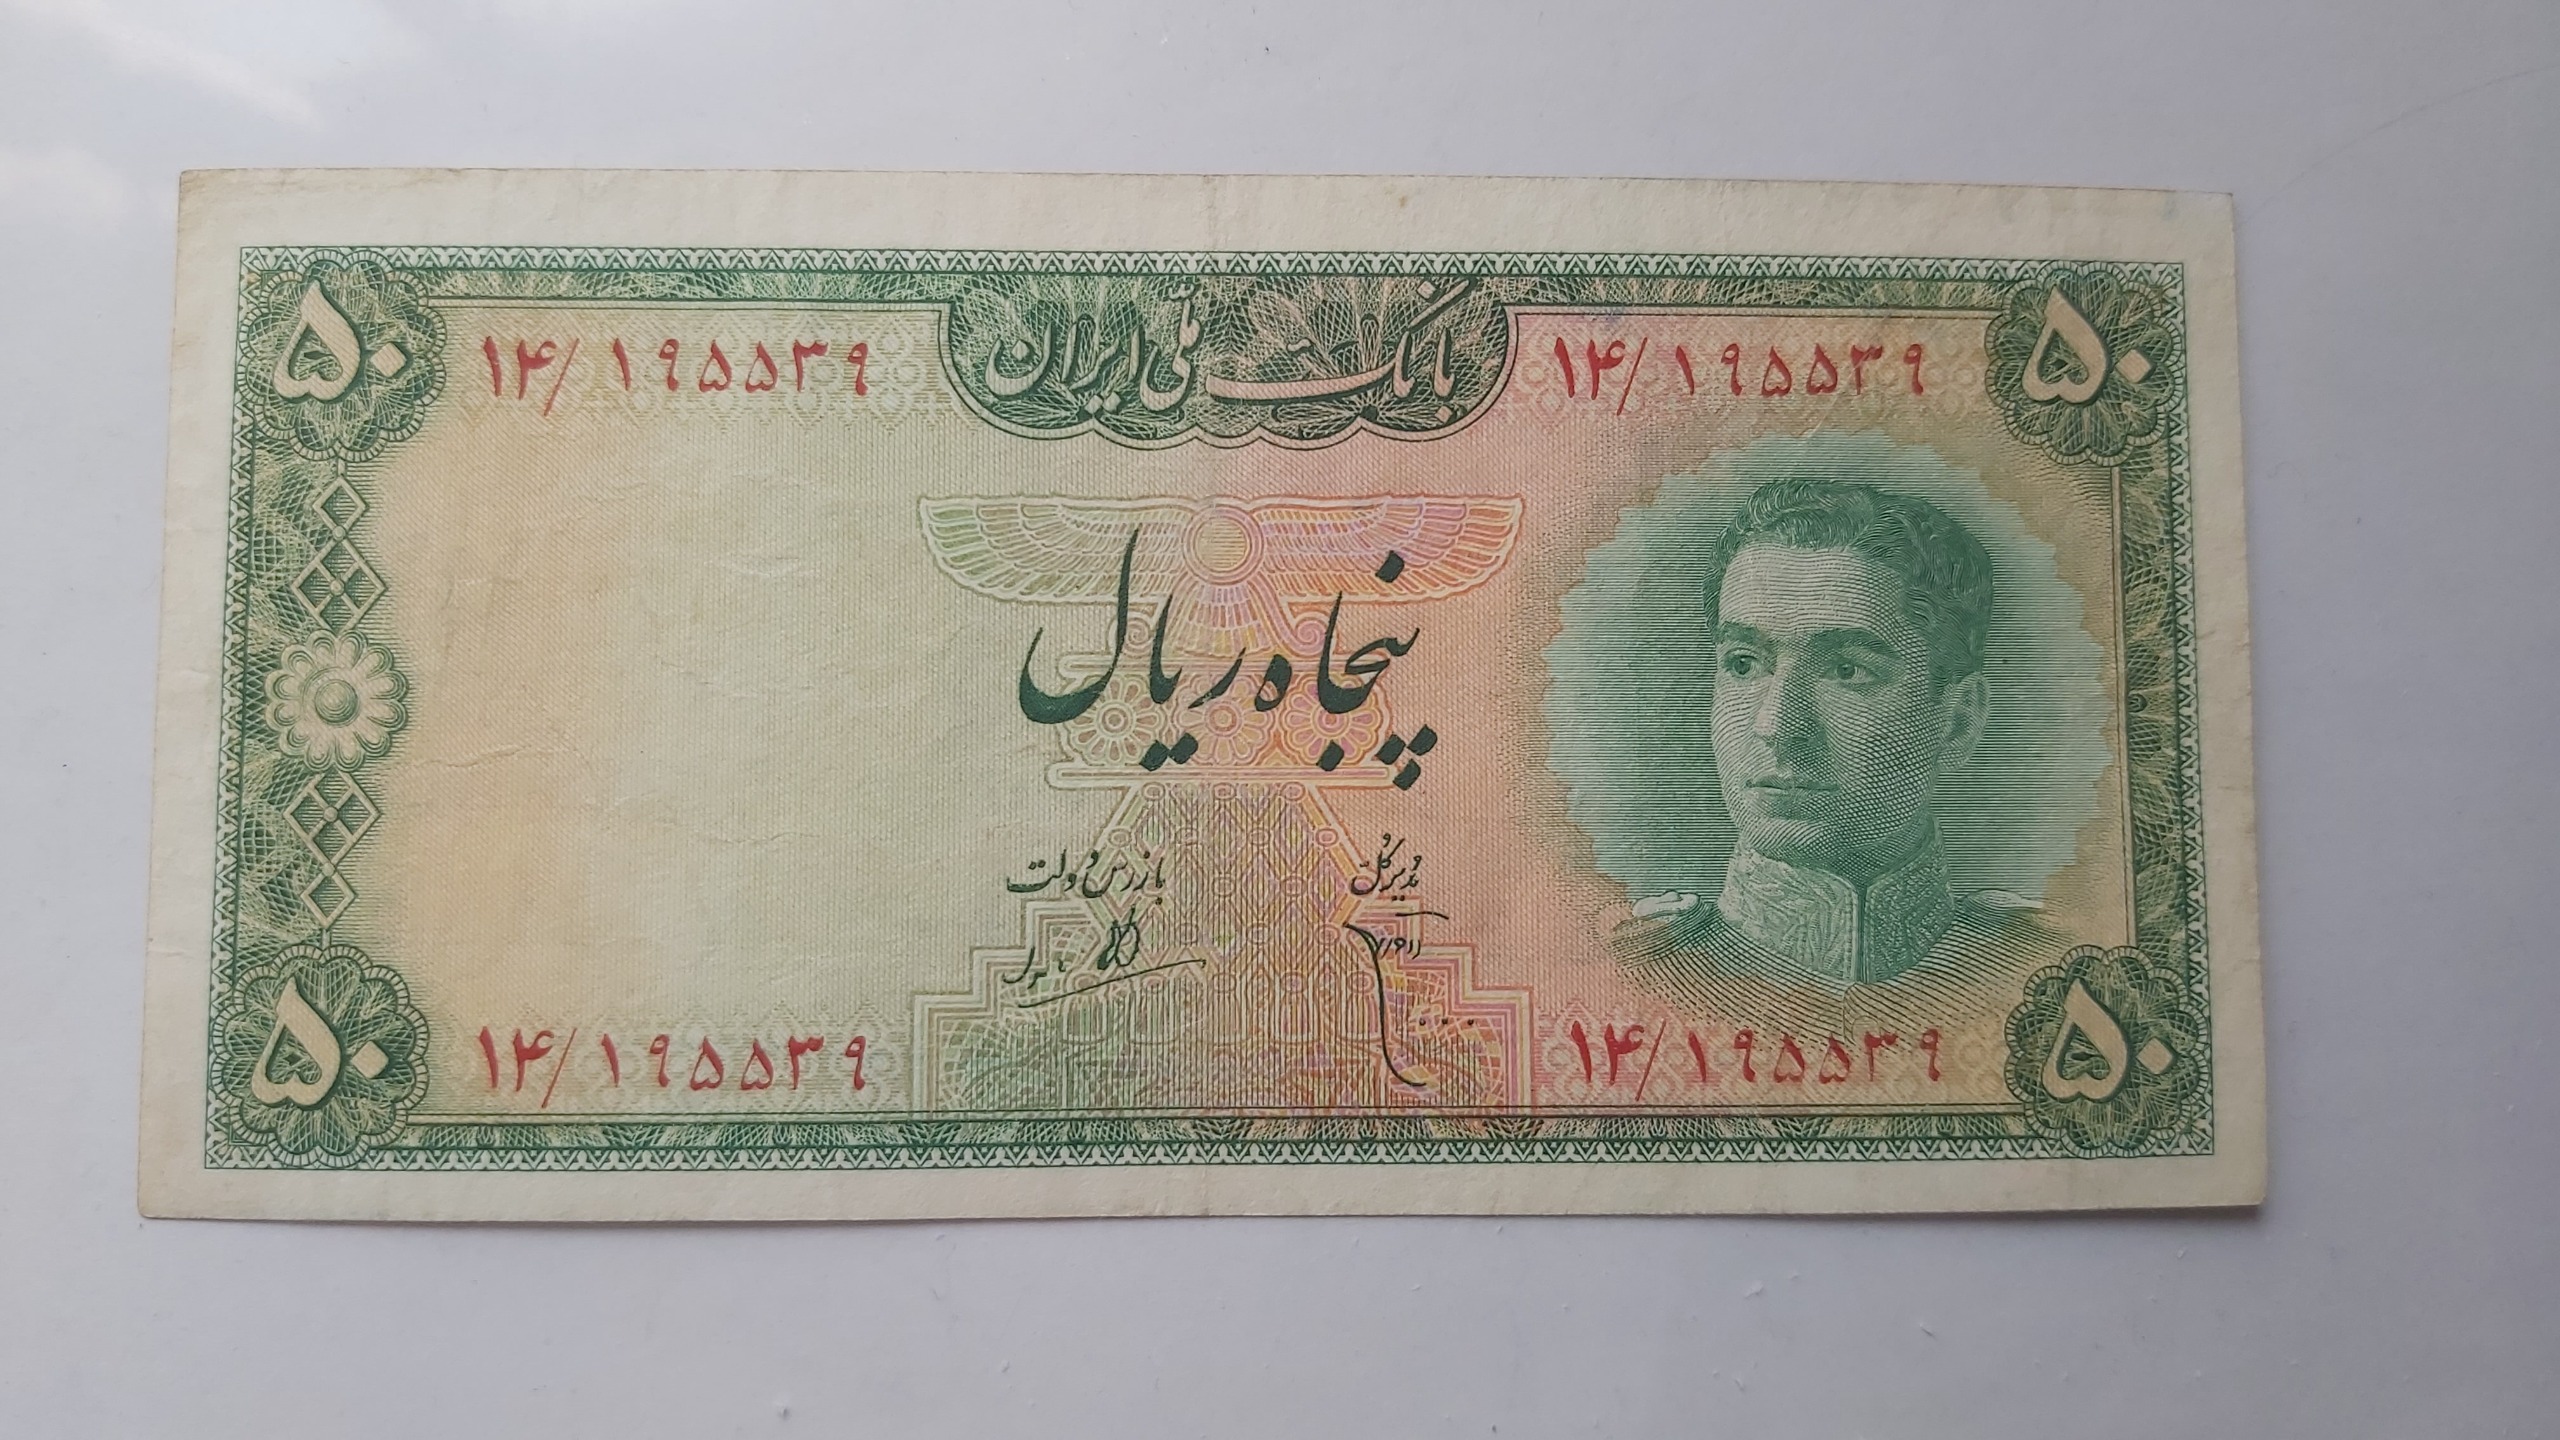 بانک ملی ایران
۵۰ ۱۴/۱۹۵۵۳۹ ۱۴/۱۹۵۵۳۹ ۵۰
پنجاه ریال
مدیر کل بازرس دولت
۵۰ ۱۴/۱۹۵۵۳۹ ۱۴/۱۹۵۵۳۹ ۵۰